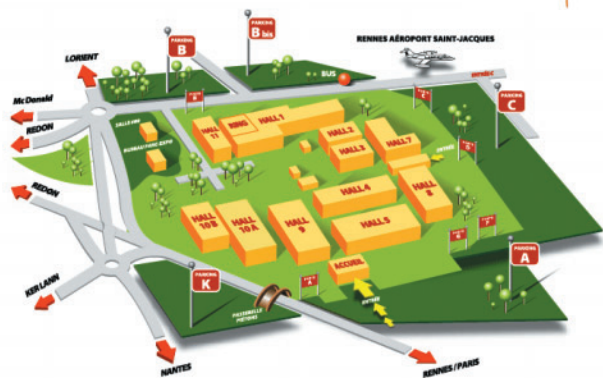 PARKING
B
PARKING
B bis
RENNES AÉROPORT SAINT-JACQUES
LORIENT
BUS
McDonald
REDON
PARKING
C
HALL 11
RING
HALL 1
HALL 2
HALL 3
HALL 7
ENTRÉE
REDON
HALL 4
HALL 8
HALL 10 B
HALL 10 A
HALL 9
HALL 5
PARKING
A
PARKING
K
ACCUEIL
ENTRÉE
PASSERELLE
PIÉTONS
KER LANN
NANTES
RENNES / PARIS